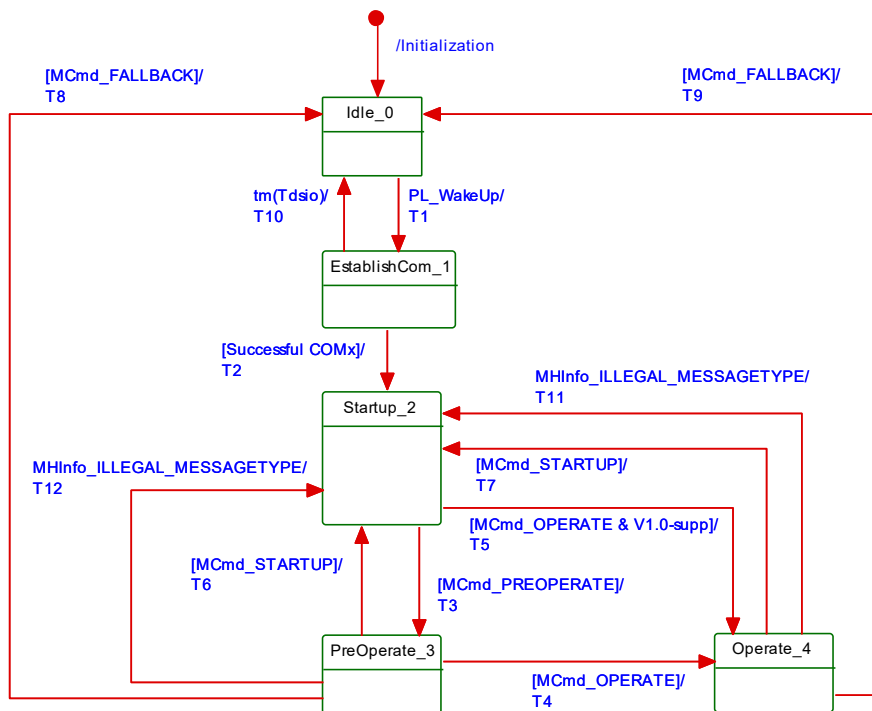 /Initialization
[MCmd_FALLBACK]/
T8
[MCmd_FALLBACK]/
T9
Idle_0
tm(Tdsio)/
T10
PL_WakeUp/
T1
EstablishCom_1
[Successful COMx]/
T2
Startup_2
MHInfo_ILLEGAL_MESSAGETYPE/
T11
MHInfo_ILLEGAL_MESSAGETYPE/
T12
[MCmd_STARTUP]/
T7
[MCmd_OPERATE & V1.0-supp]/
T5
[MCmd_STARTUP]/
T6
[MCmd_PREOPERATE]/
T3
PreOperate_3
Operate_4
[MCmd_OPERATE]/
T4